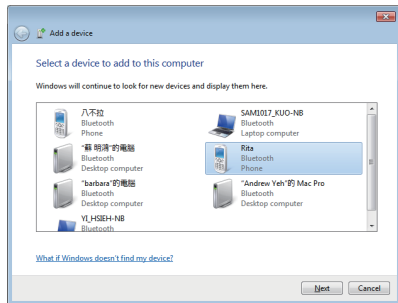 Add a device
Select a device to add to this computer
Windows will continue to look for new devices and display them here.
八不拉
Bluetooth
Phone
SAM1017_KUO-NB
Bluetooth
Laptop computer
"蘇 明鴻"的電腦
Bluetooth
Desktop computer
Rita
Bluetooth
Phone
"barbara"的電腦
Bluetooth
Desktop computer
"Andrew Yeh"的 Mac Pro
Bluetooth
Desktop computer
YI_HSIEH-NB
Bluetooth
What if Windows doesn't find my device?
Next
Cancel